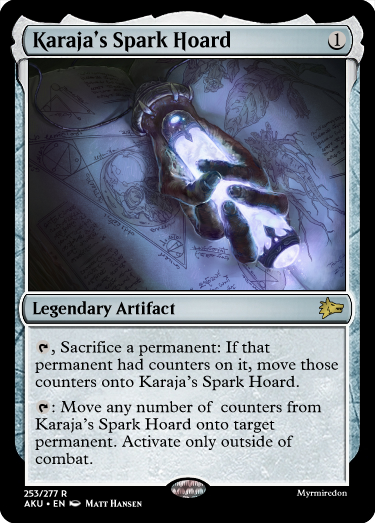 Karaja's Spark Hoard 1
Legendary Artifact
, Sacrifice a permanent: If that
permanent had counters on it, move those
counters onto Karaja's Spark Hoard.
: Move any number of counters from
Karaja's Spark Hoard onto target
permanent. Activate only outside of
combat.
253/277 R
Myrmiredon
AKU • EN Matt Hansen